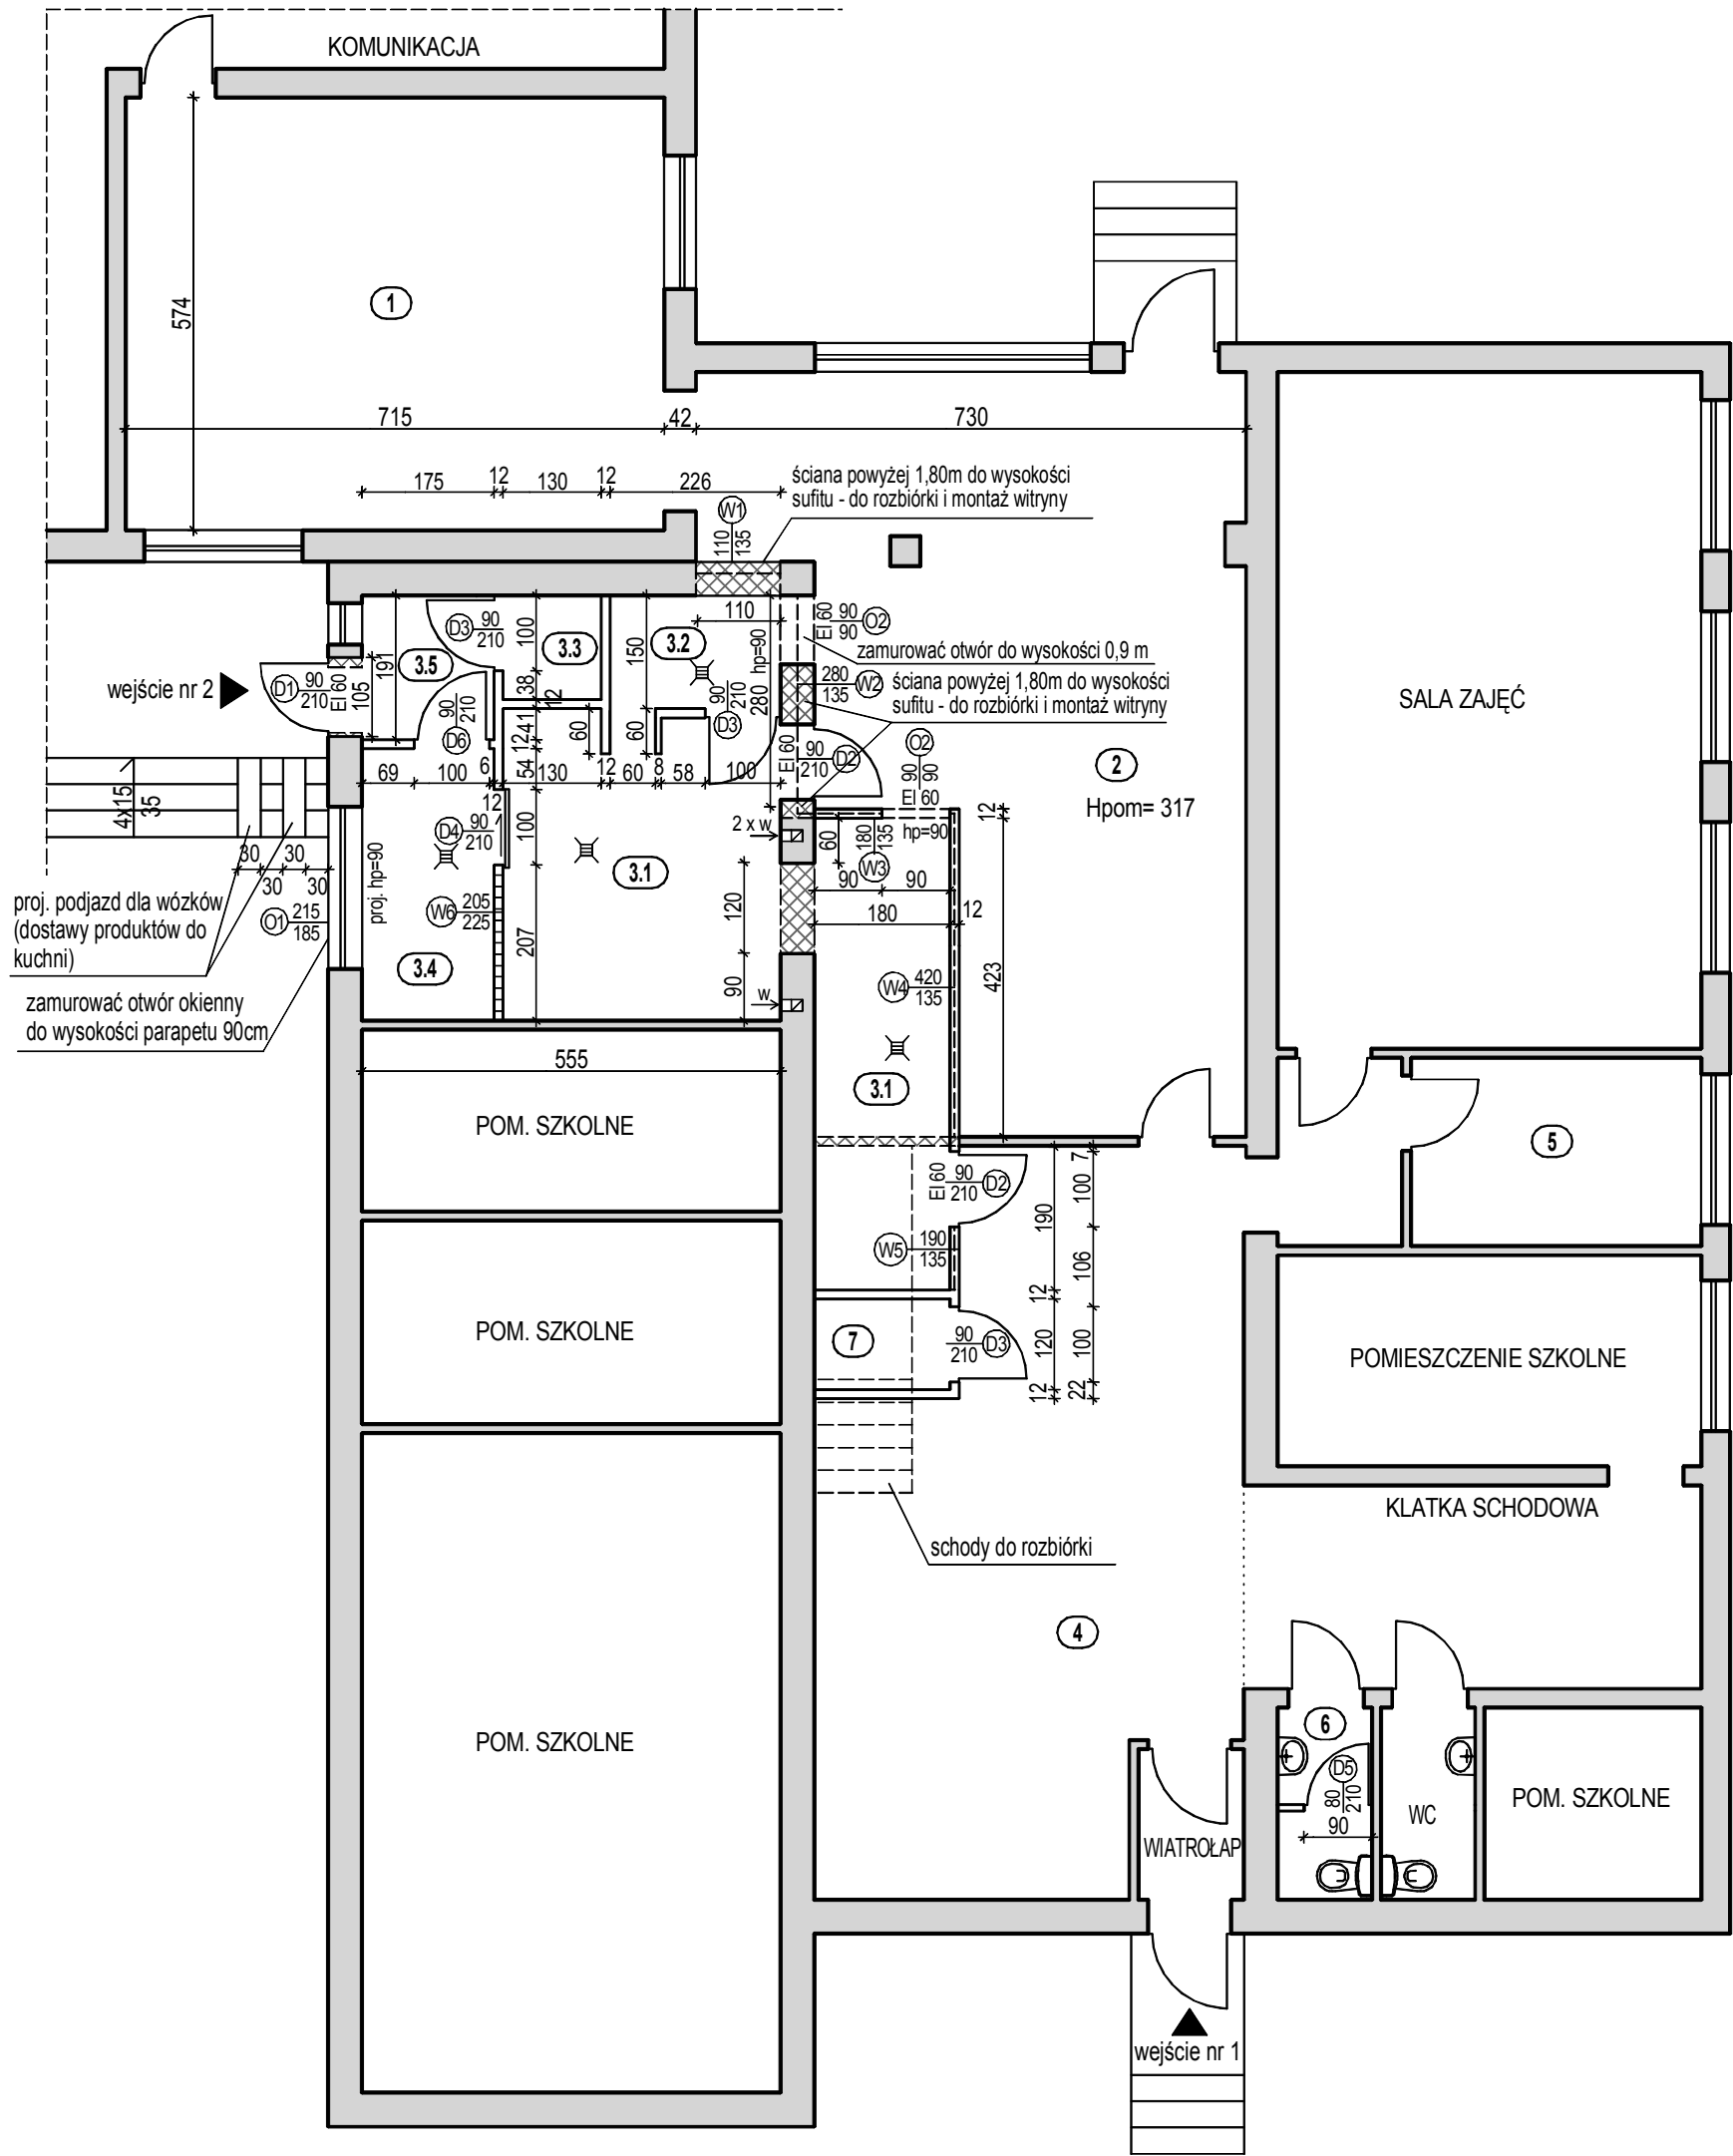 KOMUNIKACJA
1
574
715
42
730
175
12
130
12
226
ściana powyżej 1,80m do wysokości
sufitu - do rozbiórki i montaż witryny
W1
110
135
110
EI 60
90
90
O2
zamurować otwór do wysokości 0,9 m
280
135
W2
ściana powyżej 1,80m do wysokości
sufitu - do rozbiórki i montaż witryny
SALA ZAJĘĆ
wejście nr 2
D1
90
210
EI 60
105
191
D3
90
210
3.5
100
3.3
150
3.2
hp=90
280
38
12
90
210
D6
41
12
54
60
60
90
210
D3
EI 60
90
210
D2
O2
90
90
EI 60
2
Hpom= 317
69
100
6
130
12
60
8
58
100
4x15
35
30
30
30
30
proj. podjazd dla wózków
(dostawy produktów do
kuchni)
O1
215
185
proj. hp=90
zamurować otwór okienny
do wysokości parapetu 90cm
12
D4
90
210
100
3.1
2 x w
60
180
135
W3
hp=90
12
90
90
180
12
W6
205
225
207
120
90
w
3.4
W4
420
135
423
3.1
555
POM. SZKOLNE
5
EI 60
90
210
D2
7
100
190
W5
190
135
106
12
POM. SZKOLNE
7
90
210
D3
120
100
12
22
POMIESZCZENIE SZKOLNE
KLATKA SCHODOWA
schody do rozbiórki
4
POM. SZKOLNE
6
D5
80
210
90
WC
POM. SZKOLNE
WIATROŁAP
wejście nr 1